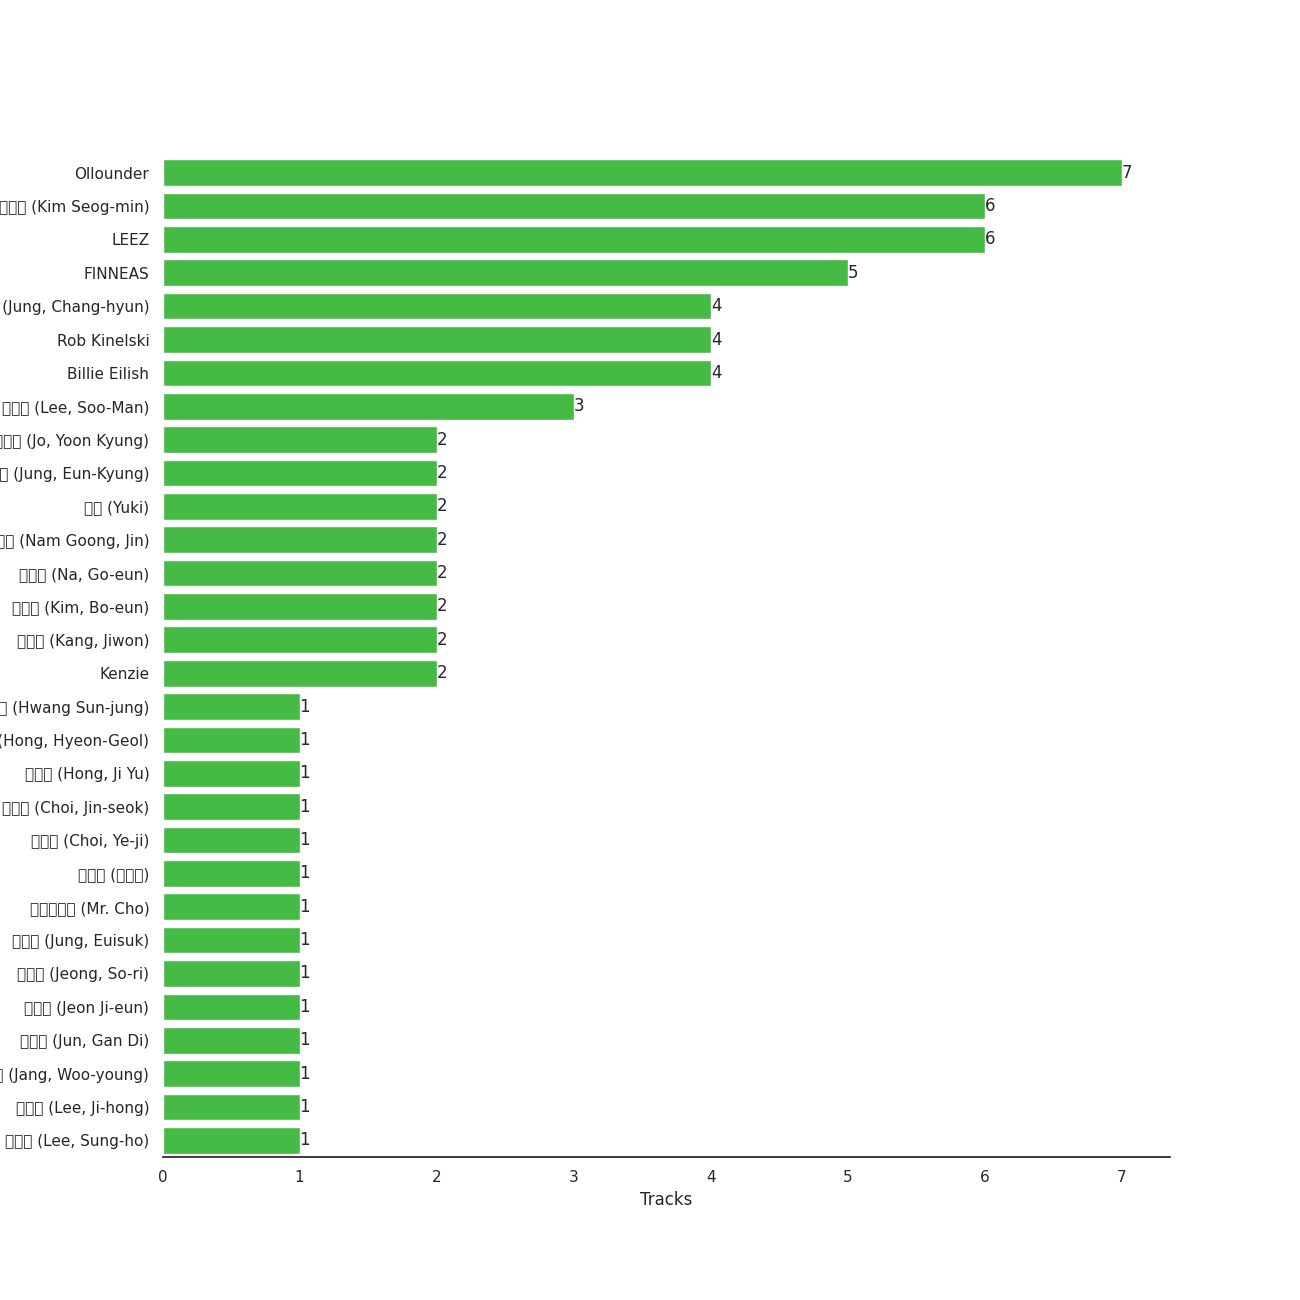 Ollounder 7
(Kim Seog-min) 6
LEEZ 6
FINNEAS 5
(Jung, Chang-hyun) 4
Rob Kinelski 4
Billie Eilish 4
(Lee, Soo-Man) 3
(Jo, Yoon Kyung) 2
(Jung, Eun-Kyung) 2
(Yuki) 2
(Nam Goong, Jin) 2
(Na, Go-eun) 2
(Kim, Bo-eun) 2
(Kang, Jiwon) 2
Kenzie 2
(Hwang Sun-jung) 1
(Hong, Hyeon-Geol) 1
(Hong, Ji Yu) 1
(Choi, Jin-seok) 1
(Choi, Ye-ji) 1
1
(Mr. Cho) 1
(Jung, Euisuk) 1
(Jeong, So-ri) 1
(Jeon Ji-eun) 1
(Jun, Gan Di) 1
(Jang, Woo-young) 1
(Lee, Ji-hong) 1
(Lee, Sung-ho) 1
0 1 2 3 4 5 6 7
Tracks